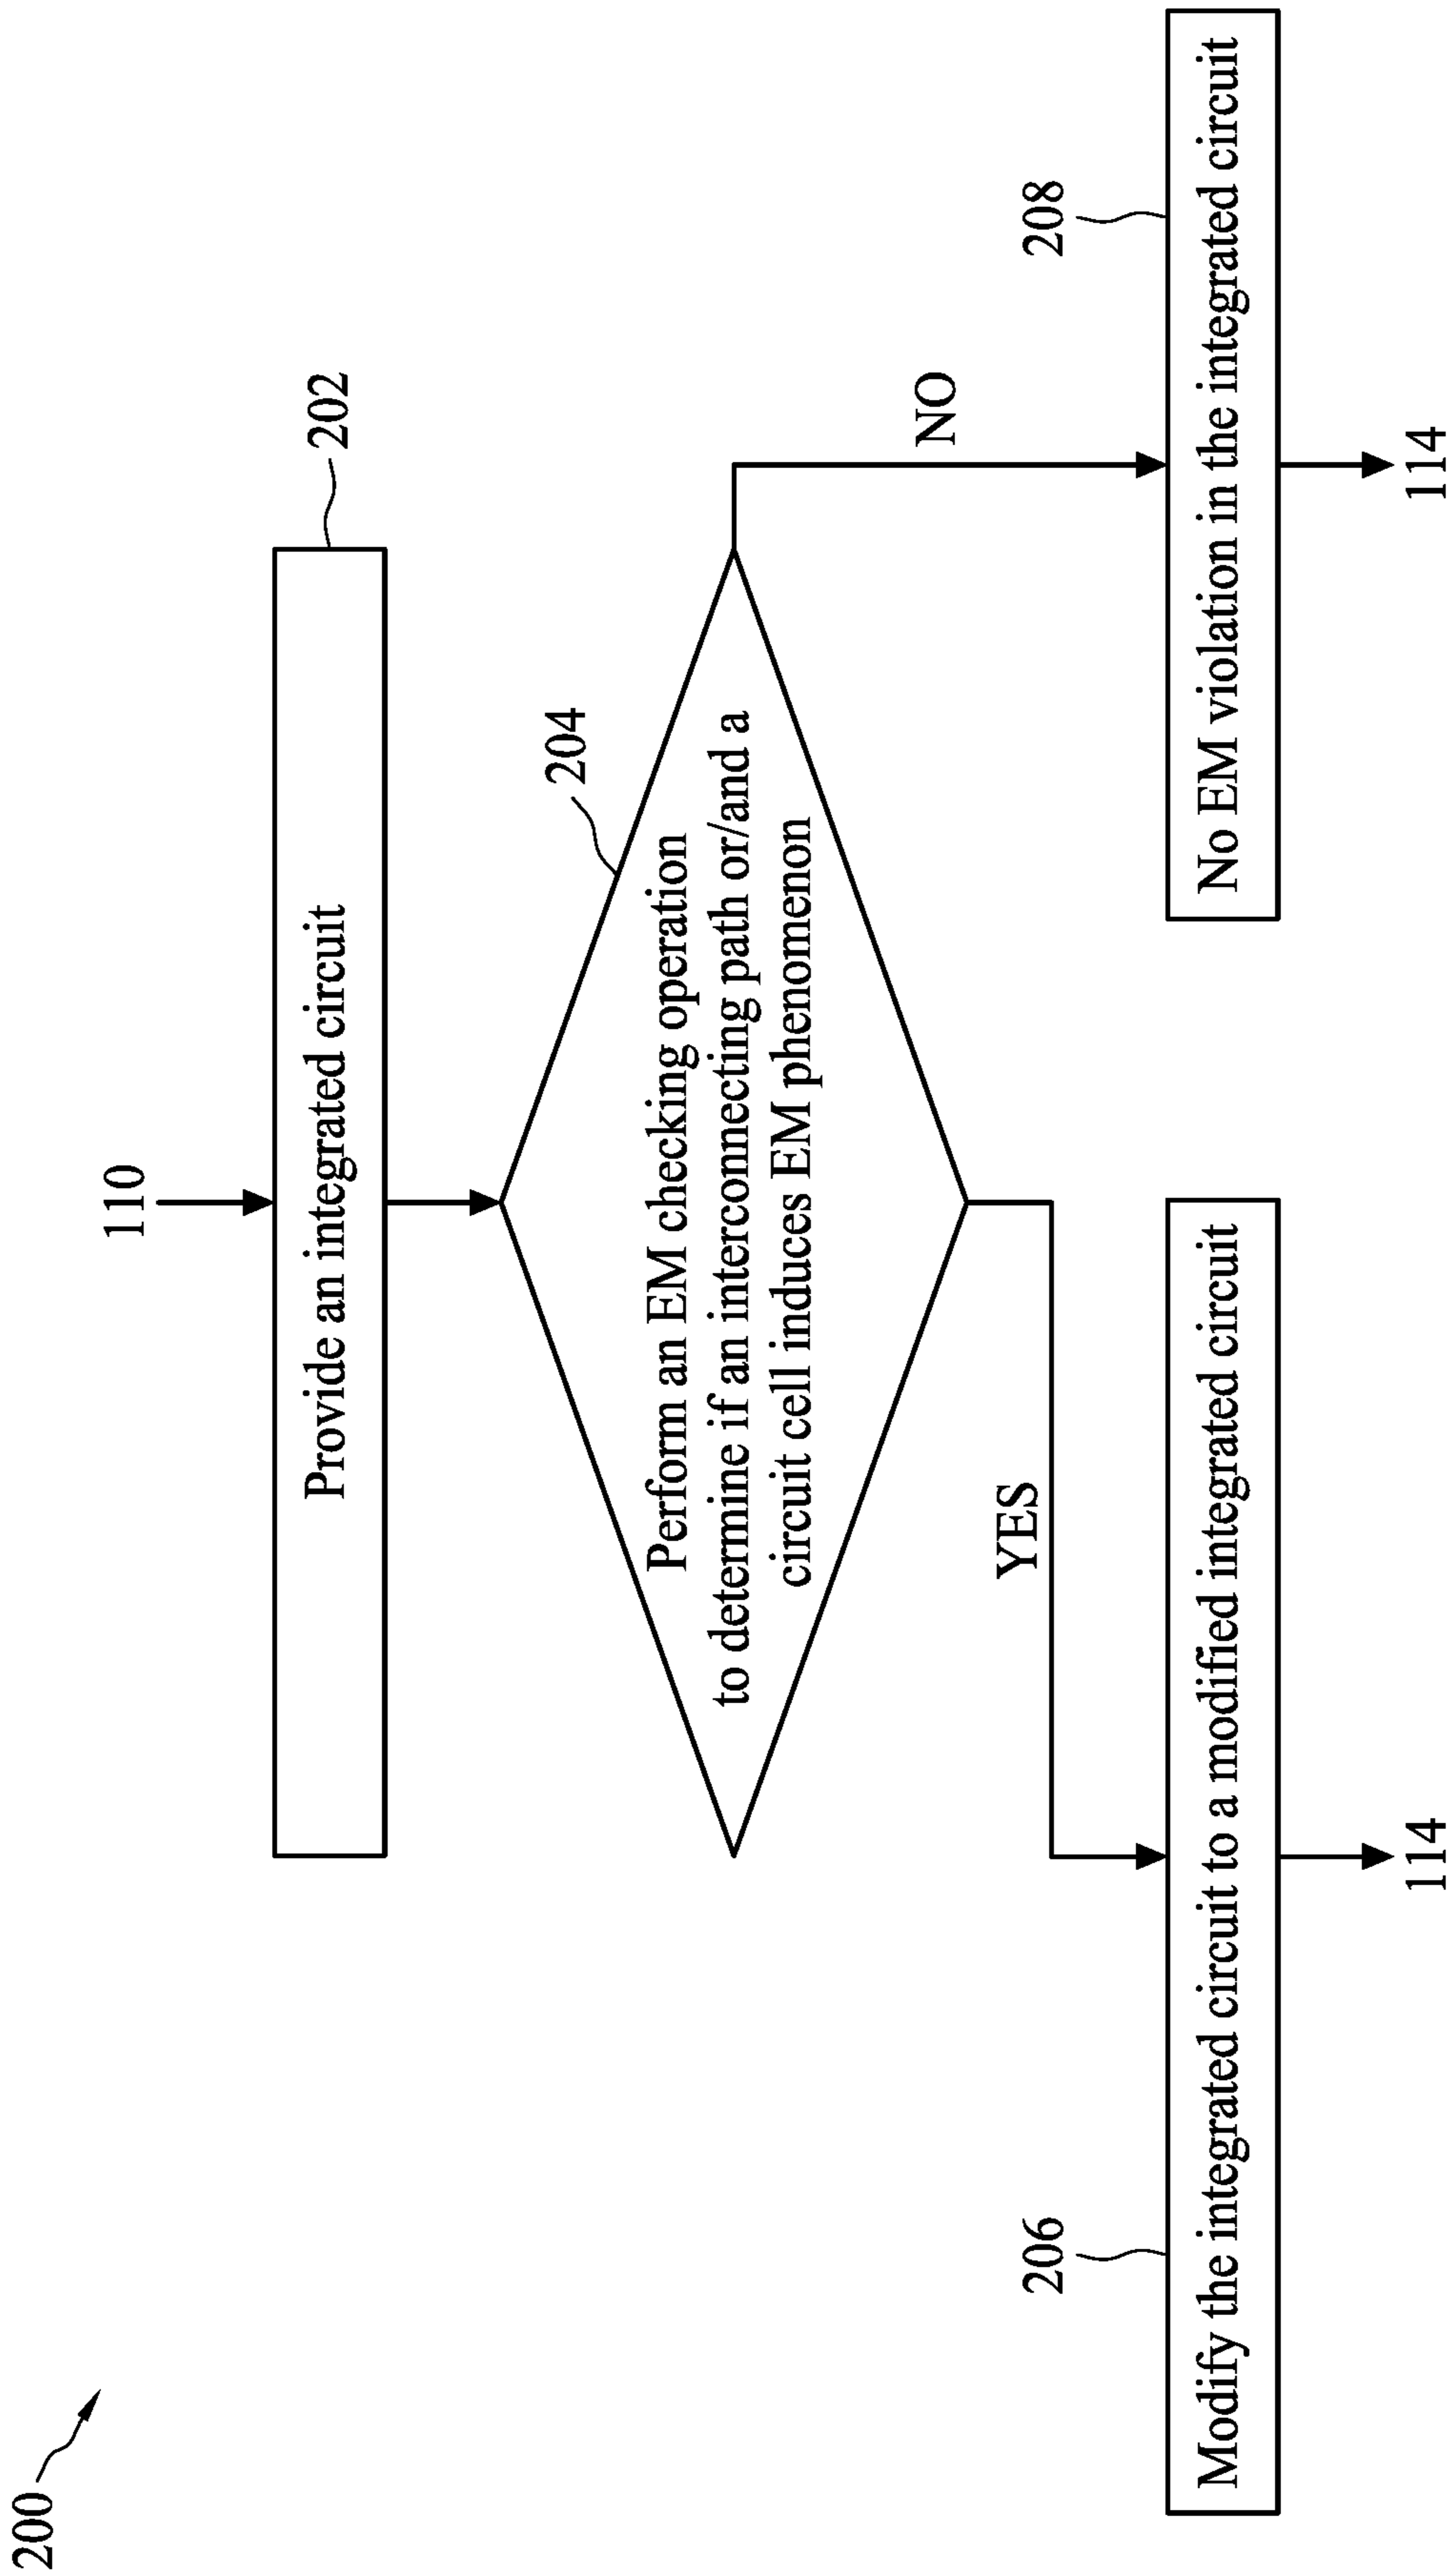 200
110
Provide an integrated circuit
202
204
Perform an EM checking operation
to determine if an interconnecting path or/and a
circuit cell induces EM phenomenon
YES
NO
206
208
Modify the integrated circuit to a modified integrated circuit
No EM violation in the integrated circuit
114
114